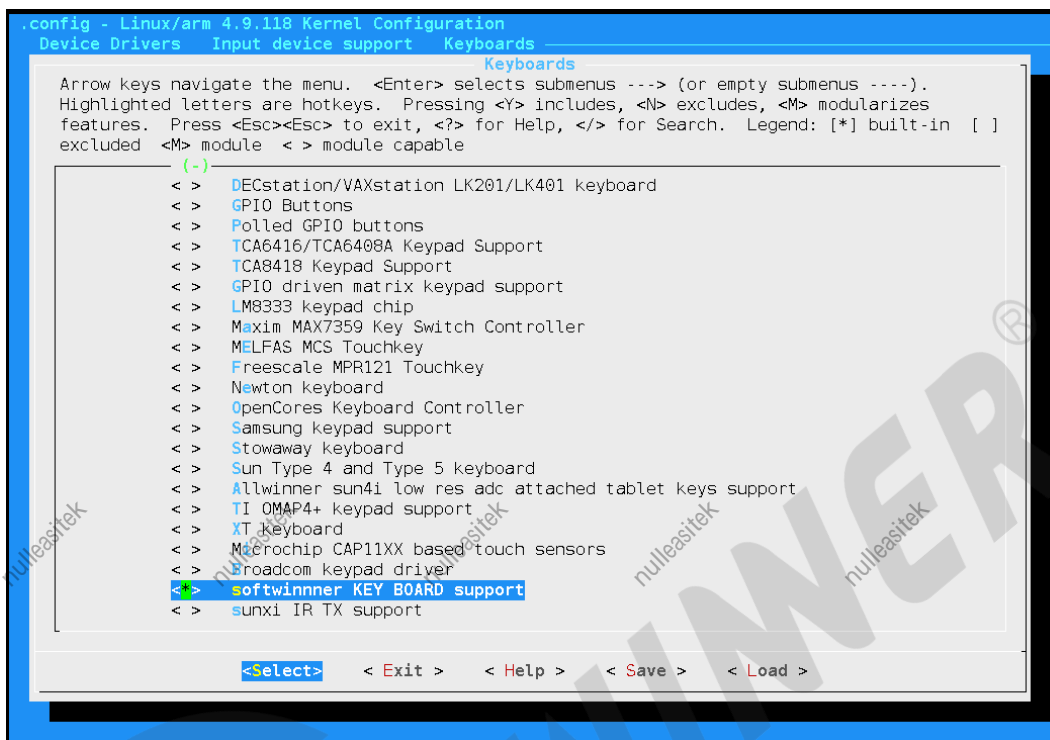 .config - Linux/arm 4.9.118 Kernel Configuration
Device Drivers Input device support Keyboards
Keyboards
Arrow keys navigate the menu. <Enter> selects submenus ---> (or empty submenus ----).
Highlighted letters are hotkeys. Pressing <Y> includes, <N> excludes, <M> modularizes
features. Press <Esc><Esc> to exit, <?> for Help, </> for Search. Legend: [*] built-in [ ]
excluded <M> module < > module capable
(-)
< > DECstation/VAXstation LK201/LK401 keyboard
< > GPIO Buttons
< > Polled GPIO buttons
< > TCA6416/TCA6408A Keypad Support
< > TCA8418 Keypad Support
< > GPIO driven matrix keypad support
< > LM8333 keypad chip
< > Maxim MAX7359 Key Switch Controller
< > MELFAS MCS Touchkey
< > Freescale MPR121 Touchkey
< > Newton keyboard
< > OpenCores Keyboard Controller
< > Samsung keypad support
< > Stowaway keyboard
< > Sun Type 4 and Type 5 keyboard
< > Allwinner sun4i low res adc attached tablet keys support
< > TI OMAP4+ keypad support
< > XT keyboard
< > Microchip CAP11XX based touch sensors
< > Broadcom keypad driver
<*> softwinnner KEY BOARD support
< > sunxi IR TX support
<Select> < Exit > < Help > < Save > < Load >
nulleasitek nulleasitek nulleasitek nulleasitek nulleasitek
WINNER ®